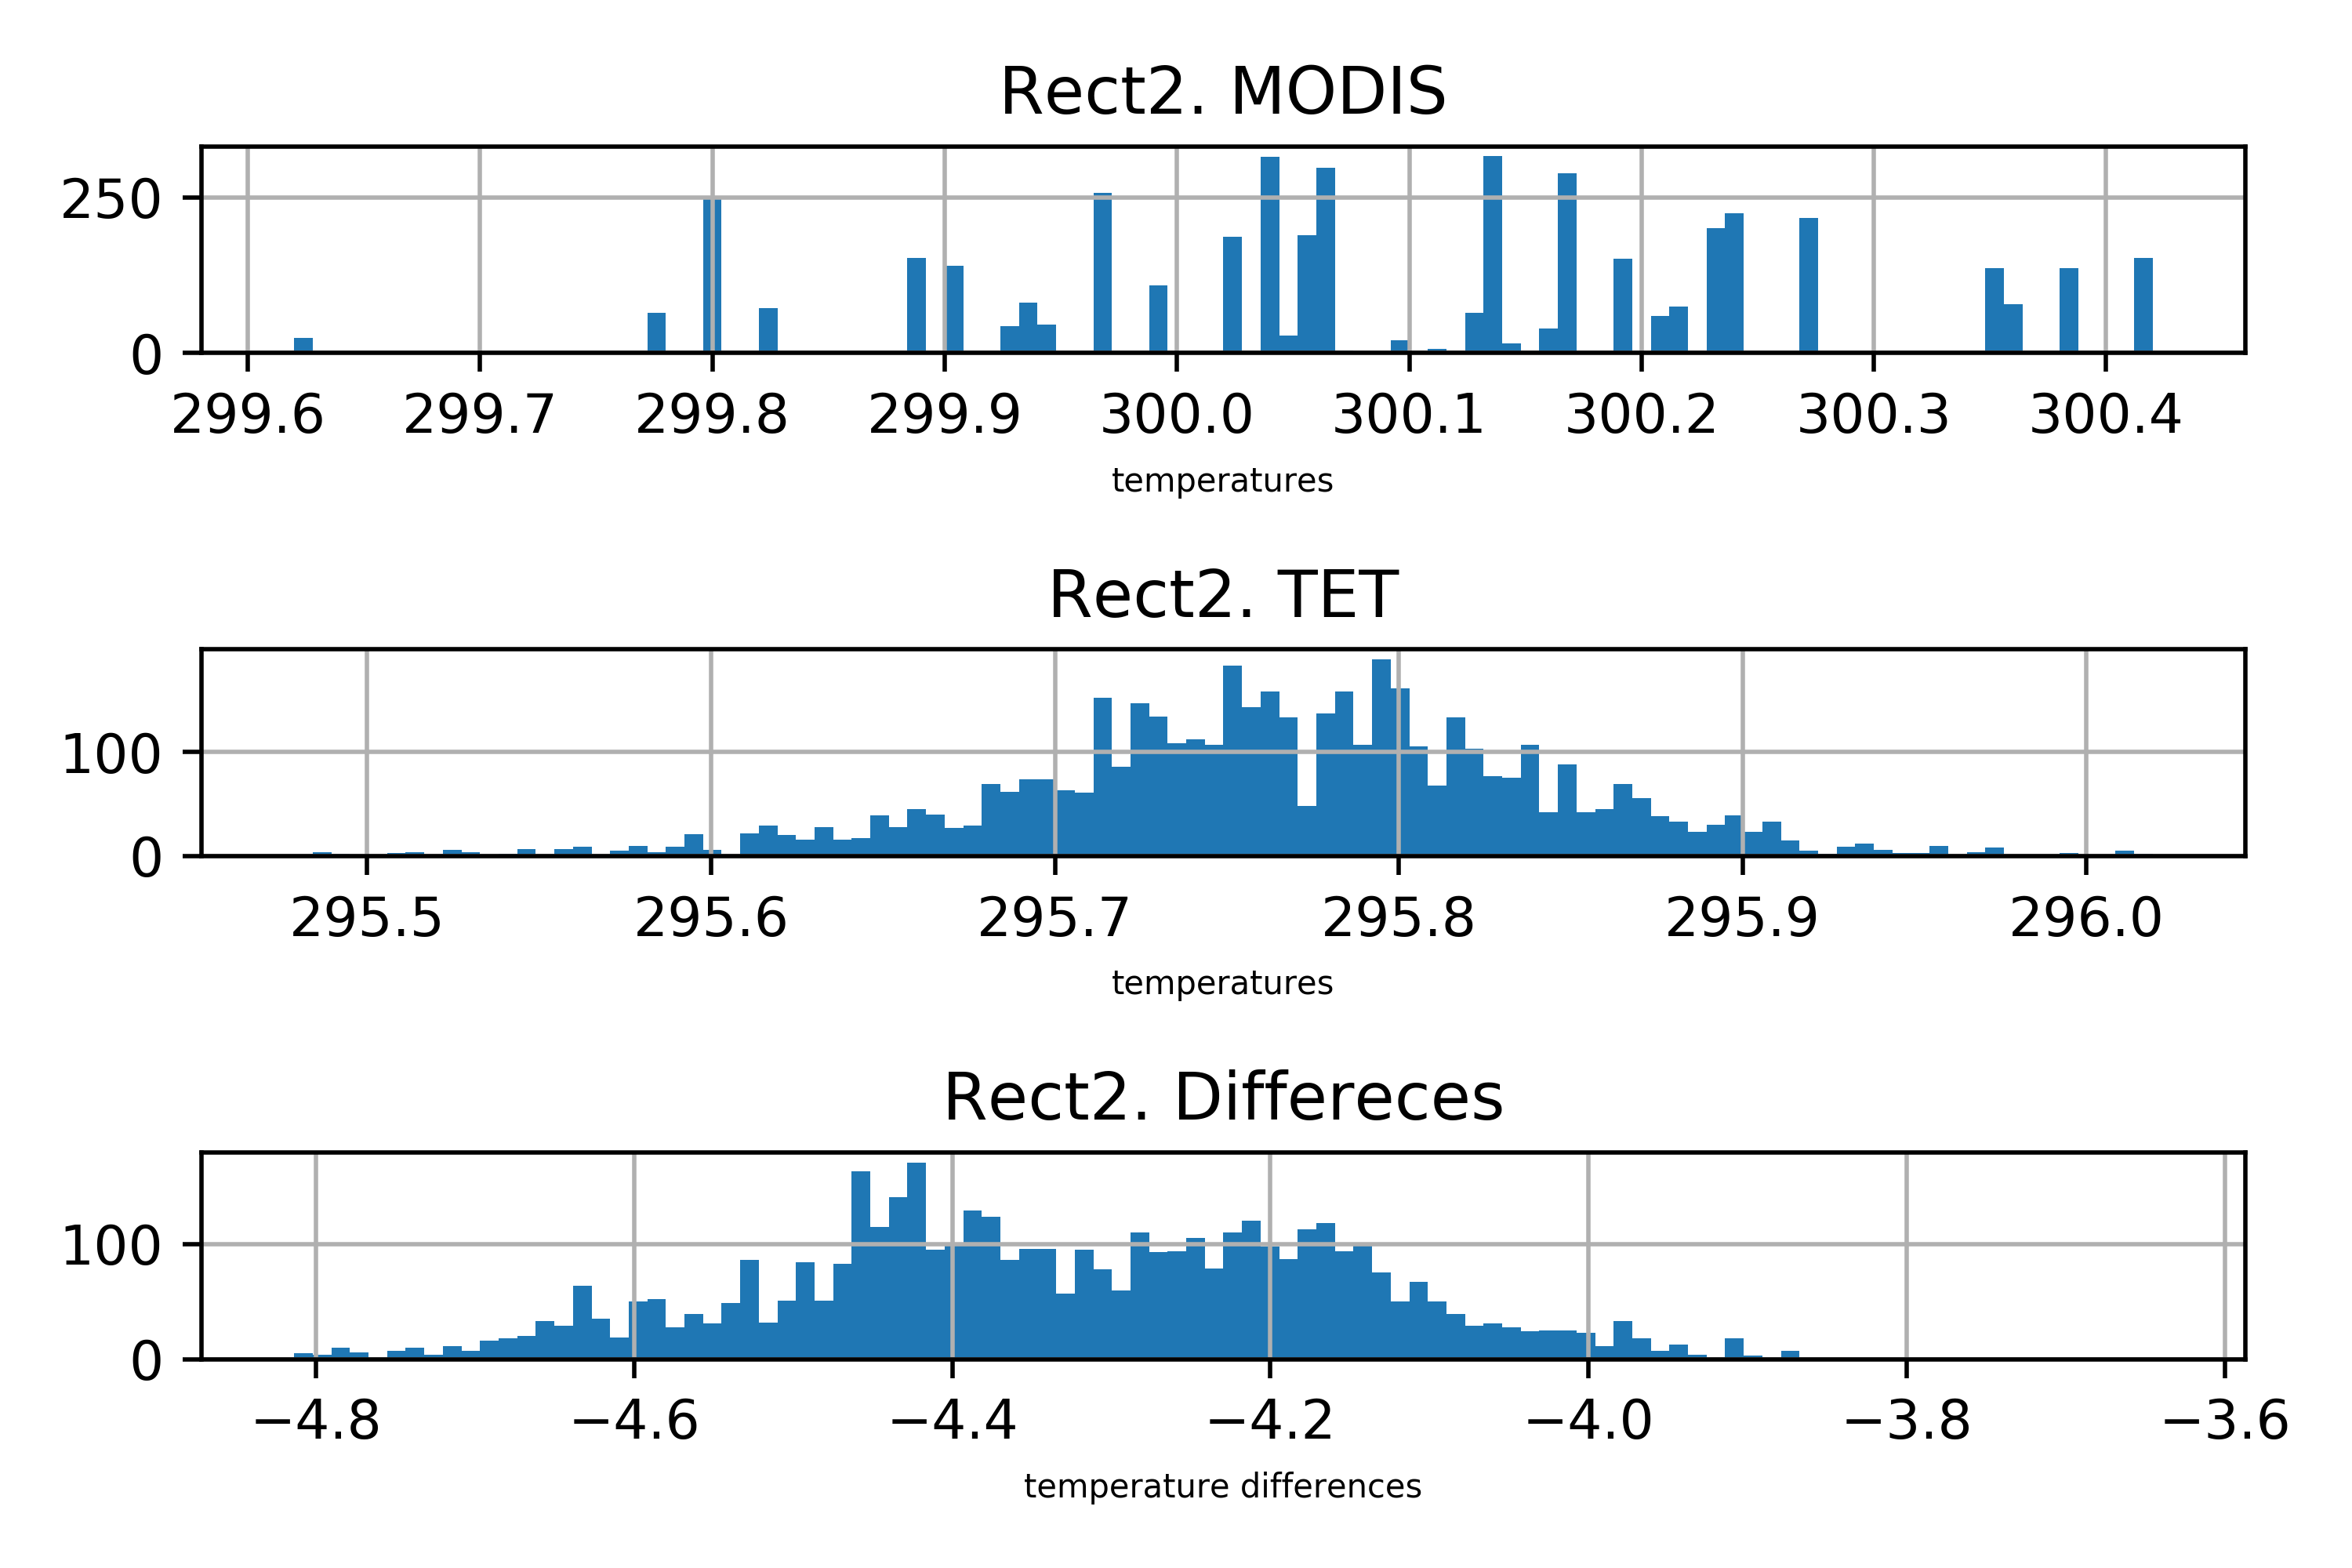 Rect2. MODIS
250
0
299.6 299.7 299.8 299.9 300.0 300.1 300.2 300.3 300.4
temperatures
Rect2. TET
100
0
295.5 295.6 295.7 295.8 295.9 296.0
temperatures
Rect2. Differeces
100
0
−4.8 −4.6 −4.4 −4.2 −4.0 −3.8 −3.6
temperature differences